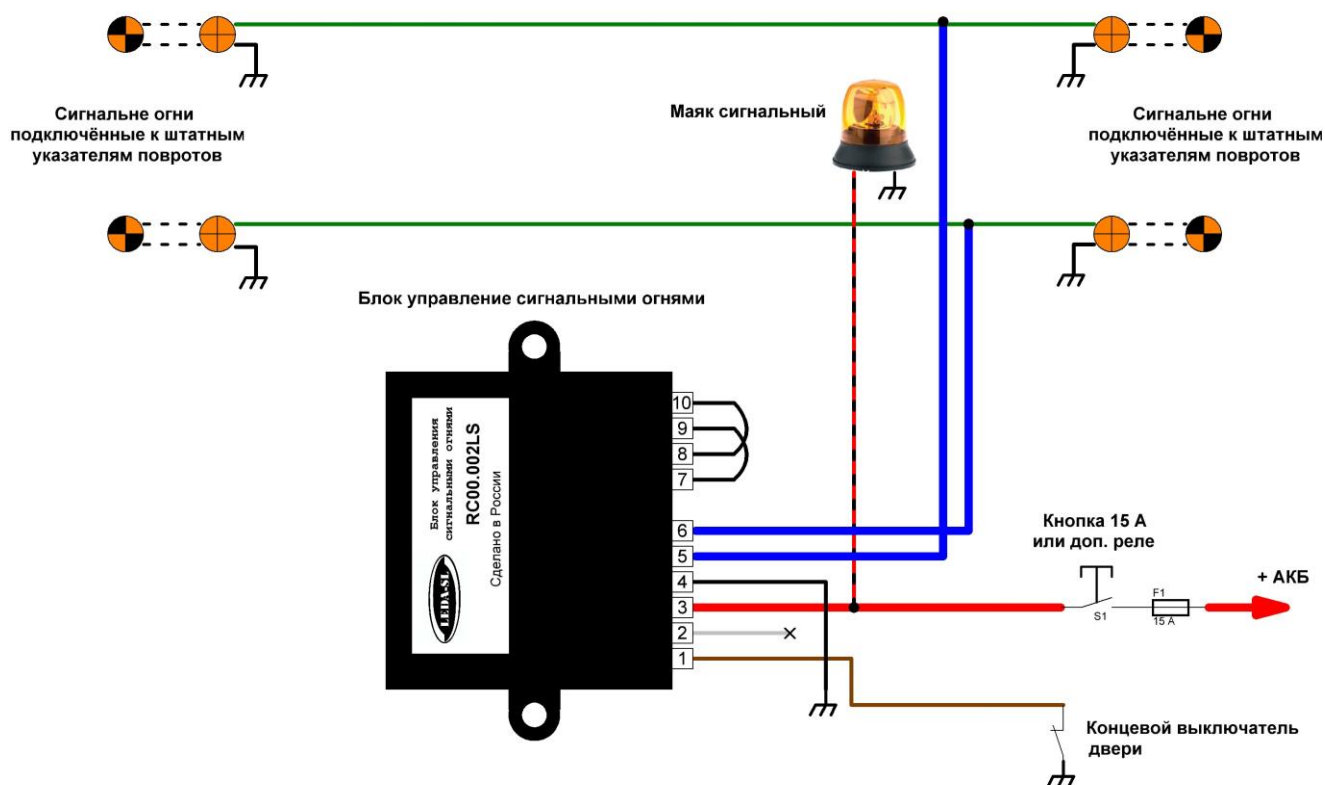 Сигнальне огни
подключённые к штатным
указателям повротов
Маяк сигнальный
Сигнальне огни
подключённые к штатным
указателям повротов
Блок управление сигнальными огнями
LEDA-SL
Блок управления
сигнальными огнями
RC00.002LS
Сделано в России
10
9
8
7
6
5
4
3
2
1
Кнопка 15 А
или доп. реле
+ АКБ
S1
F1
15 A
Концевой выключатель
двери